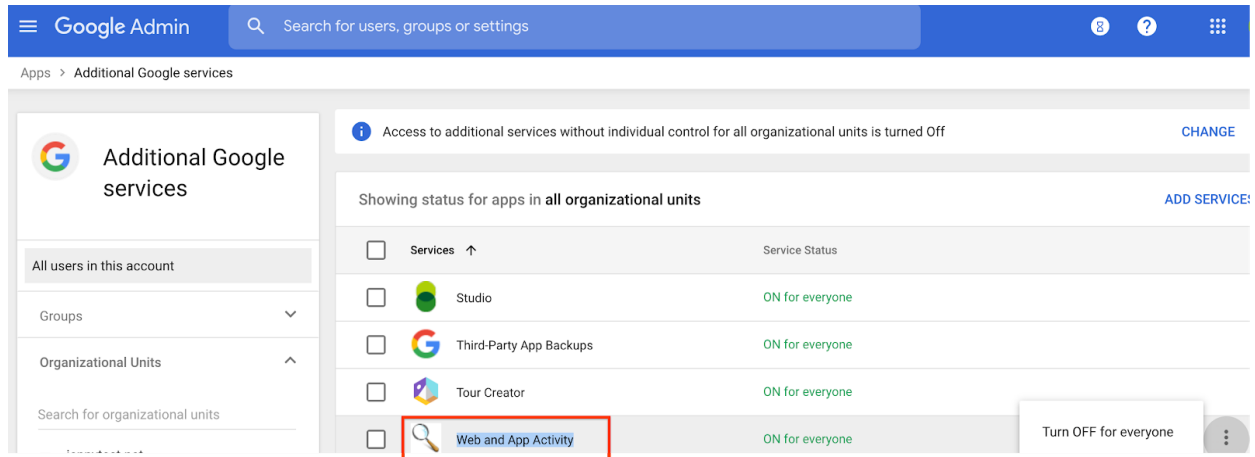 Google Admin
Search for users, groups or settings
Apps > Additional Google services
Additional Google
services
All users in this account
Groups
Organizational Units
Search for organizational units
Access to additional services without individual control for all organizational units is turned Off
CHANGE
Showing status for apps in all organizational units
ADD SERVICES
Services
Service Status
Studio
ON for everyone
Third-Party App Backups
ON for everyone
Tour Creator
ON for everyone
Web and App Activity
ON for everyone
Turn OFF for everyone